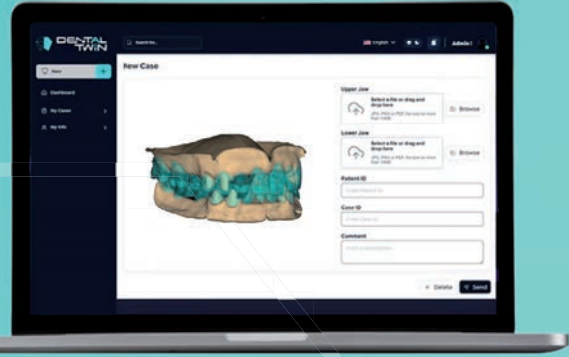 DENTAL
TWIN
Search for...
English
Admin I
New
New Case
Dashboard
My Cases
My Info
Upper Jaw
Select a file or drag and
drop here
Browse
Lower Jaw
Select a file or drag and
drop here
Browse
Patient ID
Case ID
Comment
Delete
Send